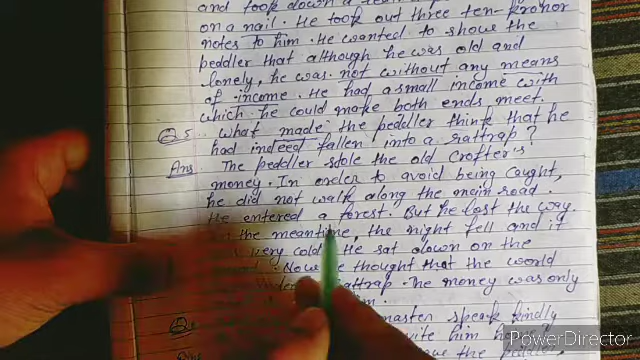 and took down a
on a nail. He took out three ten-kronor
notes to him. He wanted to show the
peddler that although he was old and
lonely, he was not without any means
of income. He had a small income with
which he could make both ends meet.
Q 5. What made the peddler think that he
had indeed fallen into a rattrap?
Ans. The peddler stole the old Crofter's
money. In order to avoid being caught,
he did not walk along the main road.
He entered a forest. But he lost the way.
the meantime, the night fell and it
very cold. He sat down on the
Now he thought that the world
rattrap. The money was only
master speak kindly
him home?
the peddler
PowerDirector